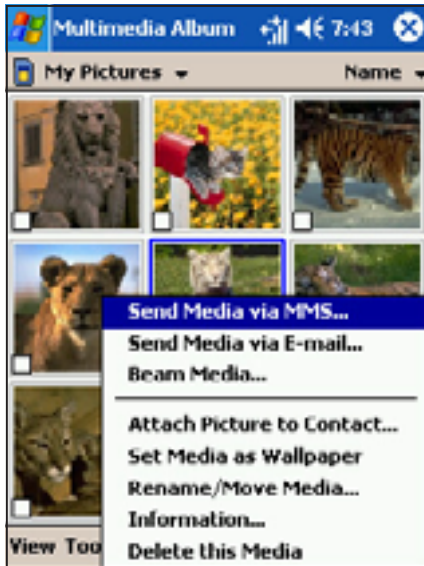 Multimedia Album 7:43
My Pictures Name
Send Media via MMS...
Send Media via E-mail...
Beam Media...
Attach Picture to Contact...
Set Media as Wallpaper
Rename/Move Media...
Information...
View Too
Delete this Media